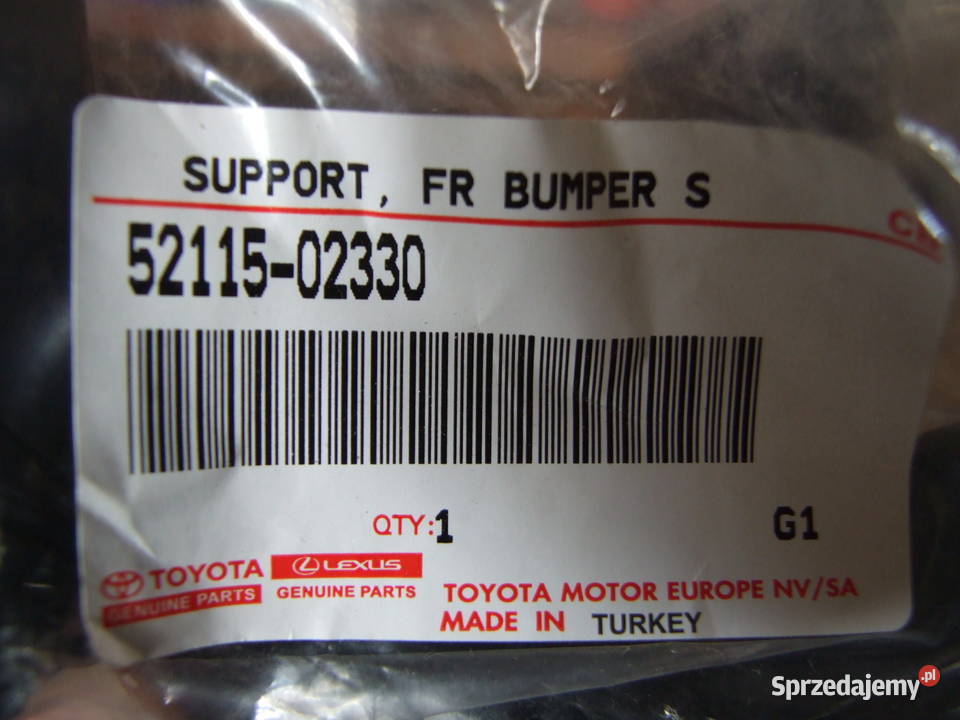 SUPPORT, FR BUMPER S
52115-02330
QTY:1
G1
TOYOTA
GENUINE PARTS
LEXUS
GENUINE PARTS
TOYOTA MOTOR EUROPE NV/SA
MADE IN TURKEY
Sprzedajemy.pl